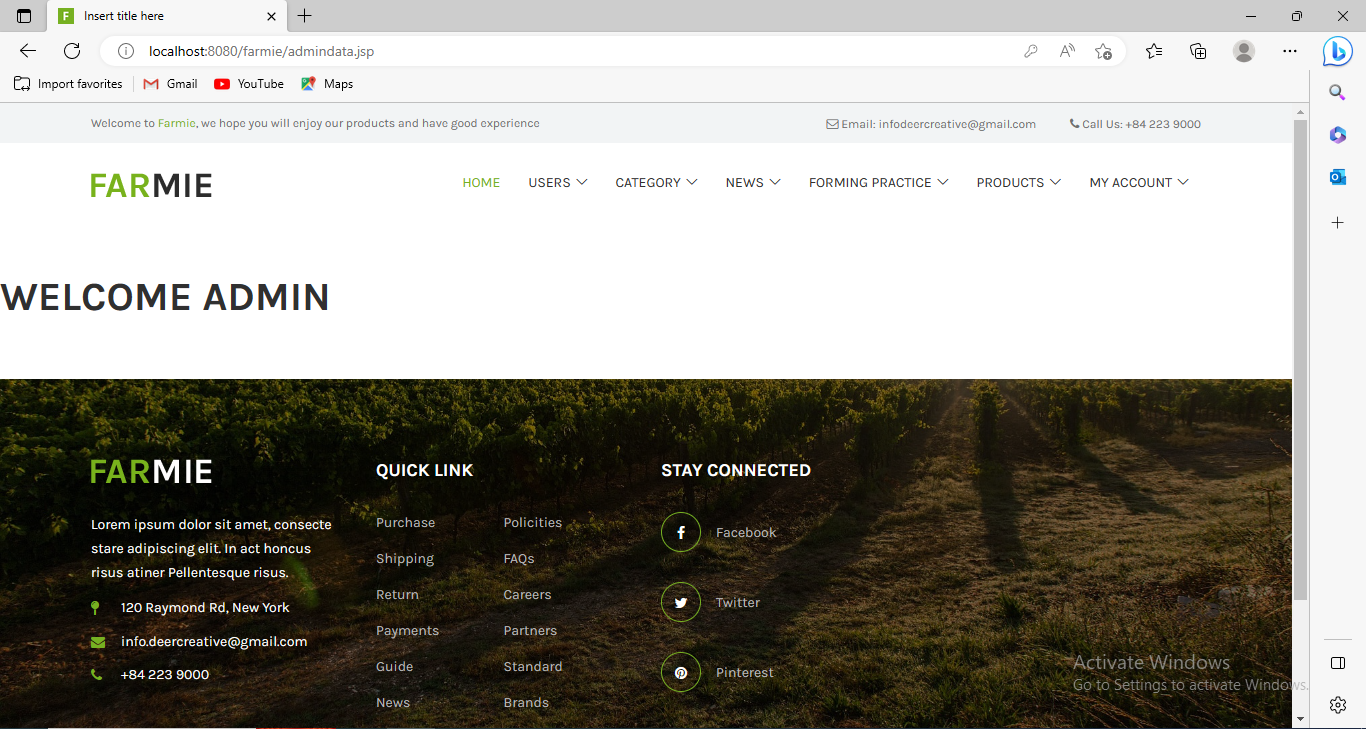 F Insert title here
localhost:8080/farmie/admindata.jsp
Import favorites Gmail YouTube Maps
Welcome to Farmie, we hope you will enjoy our products and have good experience
Email: infodeercreative@gmail.com Call Us: +84 223 9000
FARMIE
HOME USERS CATEGORY NEWS FORMING PRACTICE PRODUCTS MY ACCOUNT
WELCOME ADMIN
FARMIE
Lorem ipsum dolor sit amet, consecte
stare adipiscing elit. In act honcus
risus atiner Pellentesque risus.
120 Raymond Rd, New York
info.deercreative@gmail.com
+84 223 9000
QUICK LINK
Purchase Policities
Shipping FAQs
Return Careers
Payments Partners
Guide Standard
News Brands
STAY CONNECTED
Facebook
Twitter
Pinterest
Activate Windows
Go to Settings to activate Windows.